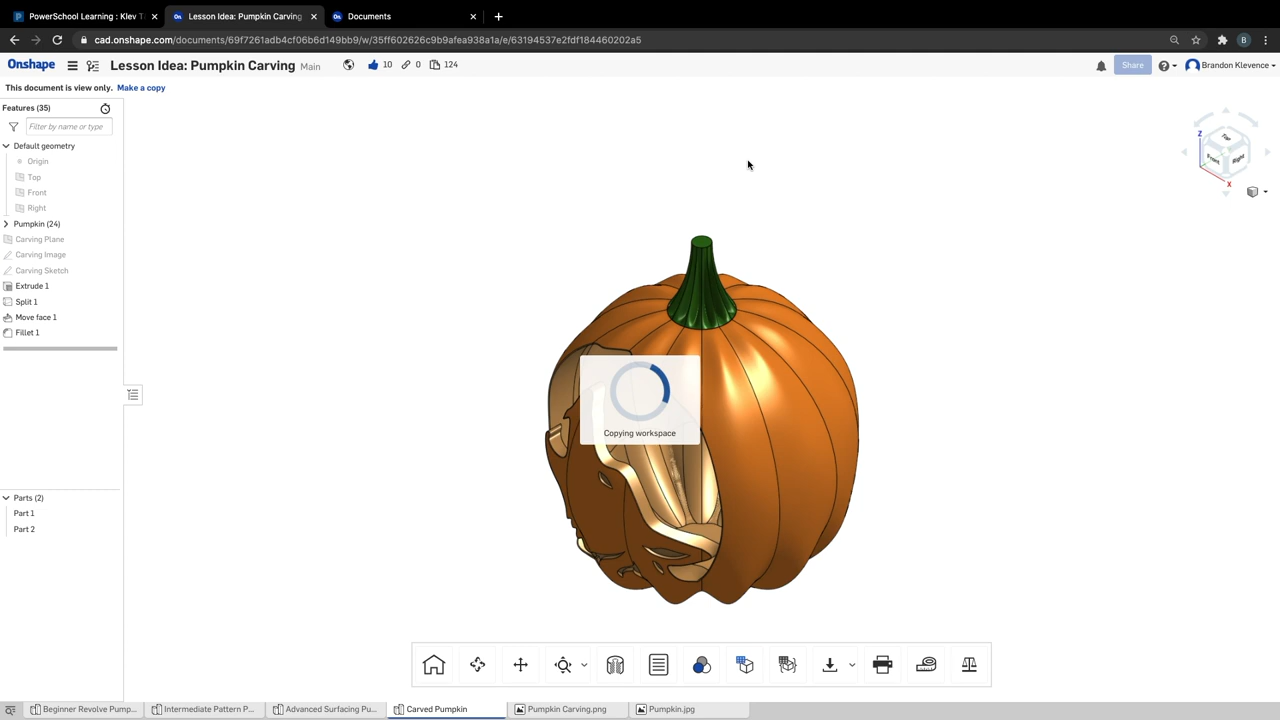 PowerSchool Learning : Klev T
Lesson Idea: Pumpkin Carving
Documents
cad.onshape.com/documents/69f7261adb4cf06b6d149bb9/w/35ff602626c9b9afea938a1a/e/63194537e2fdf184460202a5
Onshape
Lesson Idea: Pumpkin Carving Main
10
0
124
Share
Brandon Klevence
This document is view only. Make a copy
Features (35)
Filter by name or type
Default geometry
Origin
Top
Front
Right
Pumpkin (24)
Carving Plane
Carving Image
Carving Sketch
Extrude 1
Split 1
Move face 1
Fillet 1
Z
Top
Front
Right
X
Copying workspace
Parts (2)
Part 1
Part 2
Beginner Revolve Pump...
Intermediate Pattern P...
Advanced Surfacing Pu...
Carved Pumpkin
Pumpkin Carving.png
Pumpkin.jpg